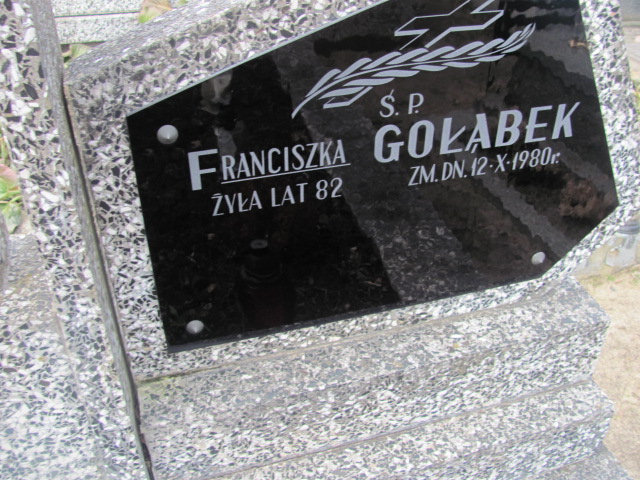 Ś. P.
FRANCISZKA GOŁĄBEK
ŻYŁA LAT 82 ZM. DN. 12·X·1980r.